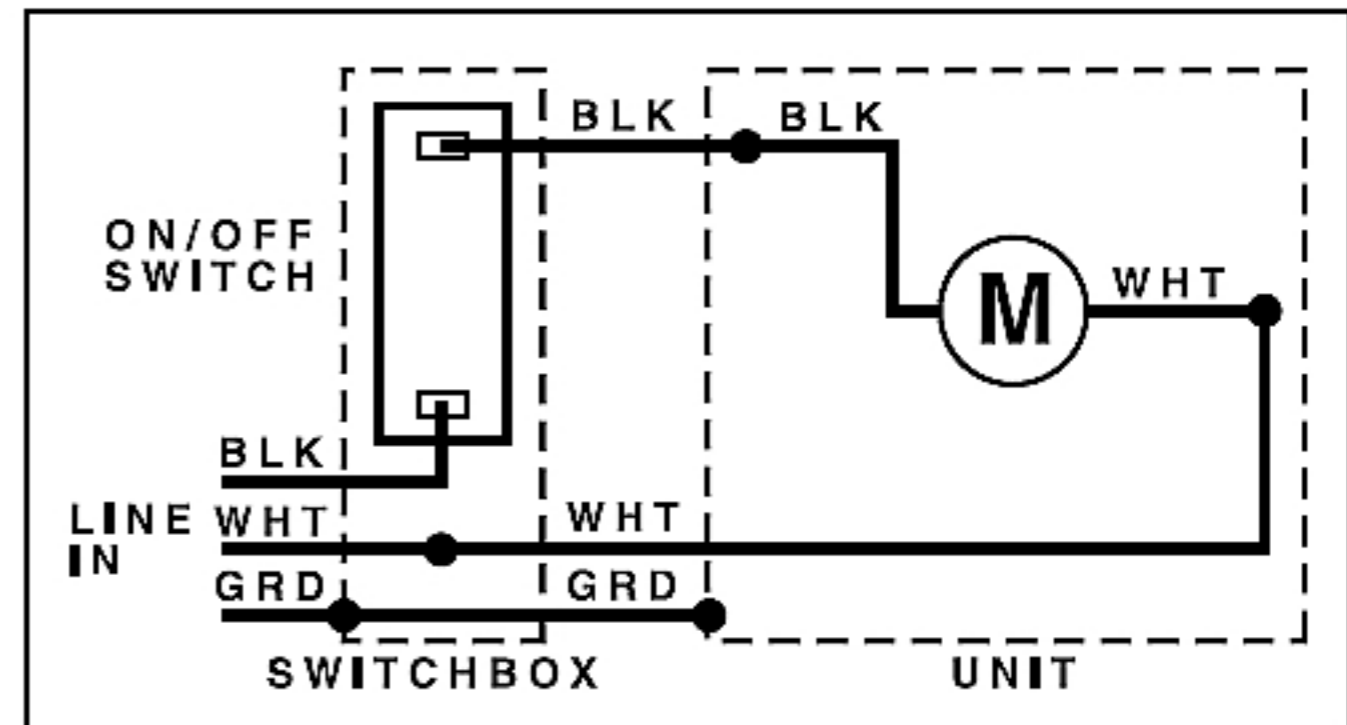 BLK BLK
ON/OFF
SWITCH
M WHT
BLK
LINE
IN
WHT WHT
GRD GRD
SWITCHBOX UNIT